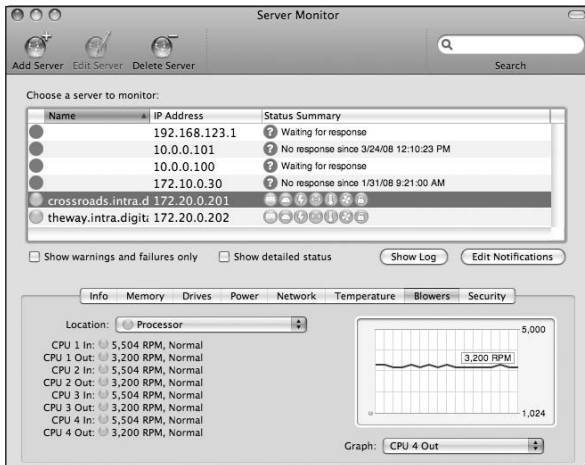 Server Monitor
Add Server Edit Server Delete Server Search
Choose a server to monitor:
Name IP Address Status Summary
192.168.123.1 Waiting for response
10.0.0.101 No response since 3/24/08 12:10:23 PM
10.0.0.100 Waiting for response
172.10.0.30 No response since 1/31/08 9:21:00 AM
crossroads.intra.d 172.20.0.201
theway.intra.digita 172.20.0.202
Show warnings and failures only Show detailed status Show Log Edit Notifications
Info Memory Drives Power Network Temperature Blowers Security
Location: Processor
CPU 1 In: 5,504 RPM, Normal
CPU 1 Out: 3,200 RPM, Normal
CPU 2 In: 5,504 RPM, Normal
CPU 2 Out: 3,200 RPM, Normal
CPU 3 In: 5,504 RPM, Normal
CPU 3 Out: 3,200 RPM, Normal
CPU 4 In: 5,504 RPM, Normal
CPU 4 Out: 3,200 RPM, Normal
5,000
3,200 RPM
1,024
Graph: CPU 4 Out